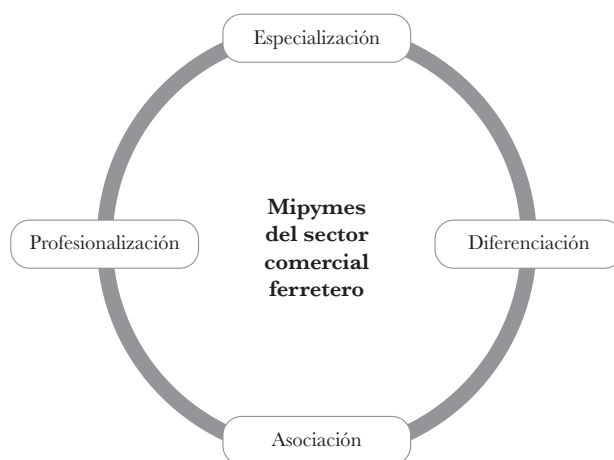 Especialización
Profesionalización
Mipymes
del sector
comercial
ferretero
Diferenciación
Asociación